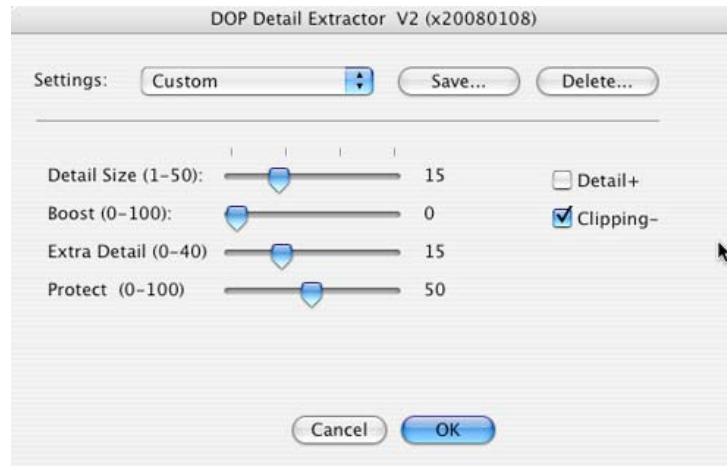 DOP Detail Extractor V2 (x20080108)
Settings: Custom Save... Delete...
Detail Size (1-50): 15 Detail+
Boost (0-100): 0 Clipping-
Extra Detail (0-40) 15
Protect (0-100) 50
Cancel OK